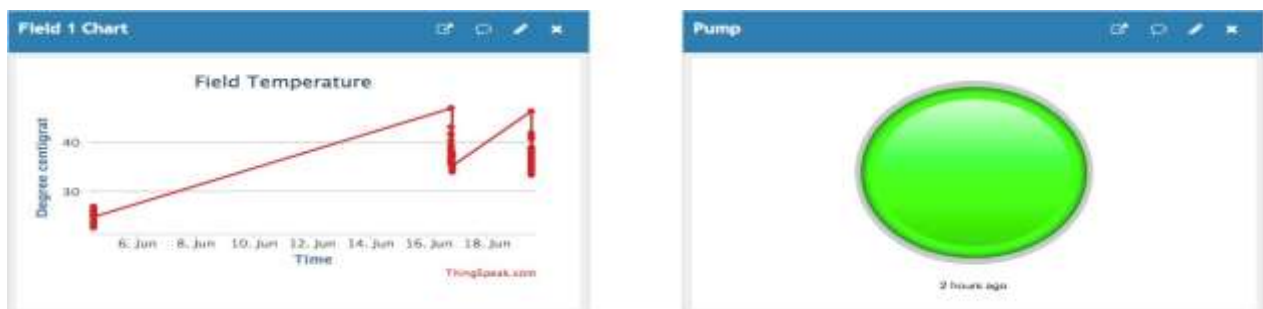 Field 1 Chart
Field Temperature
Degree centigrat
40
30
6. Jun 8. Jun 10. Jun 12. Jun 14. Jun 16. Jun 18. Jun
Time
ThingSpeak.com
Pump
2 hours ago